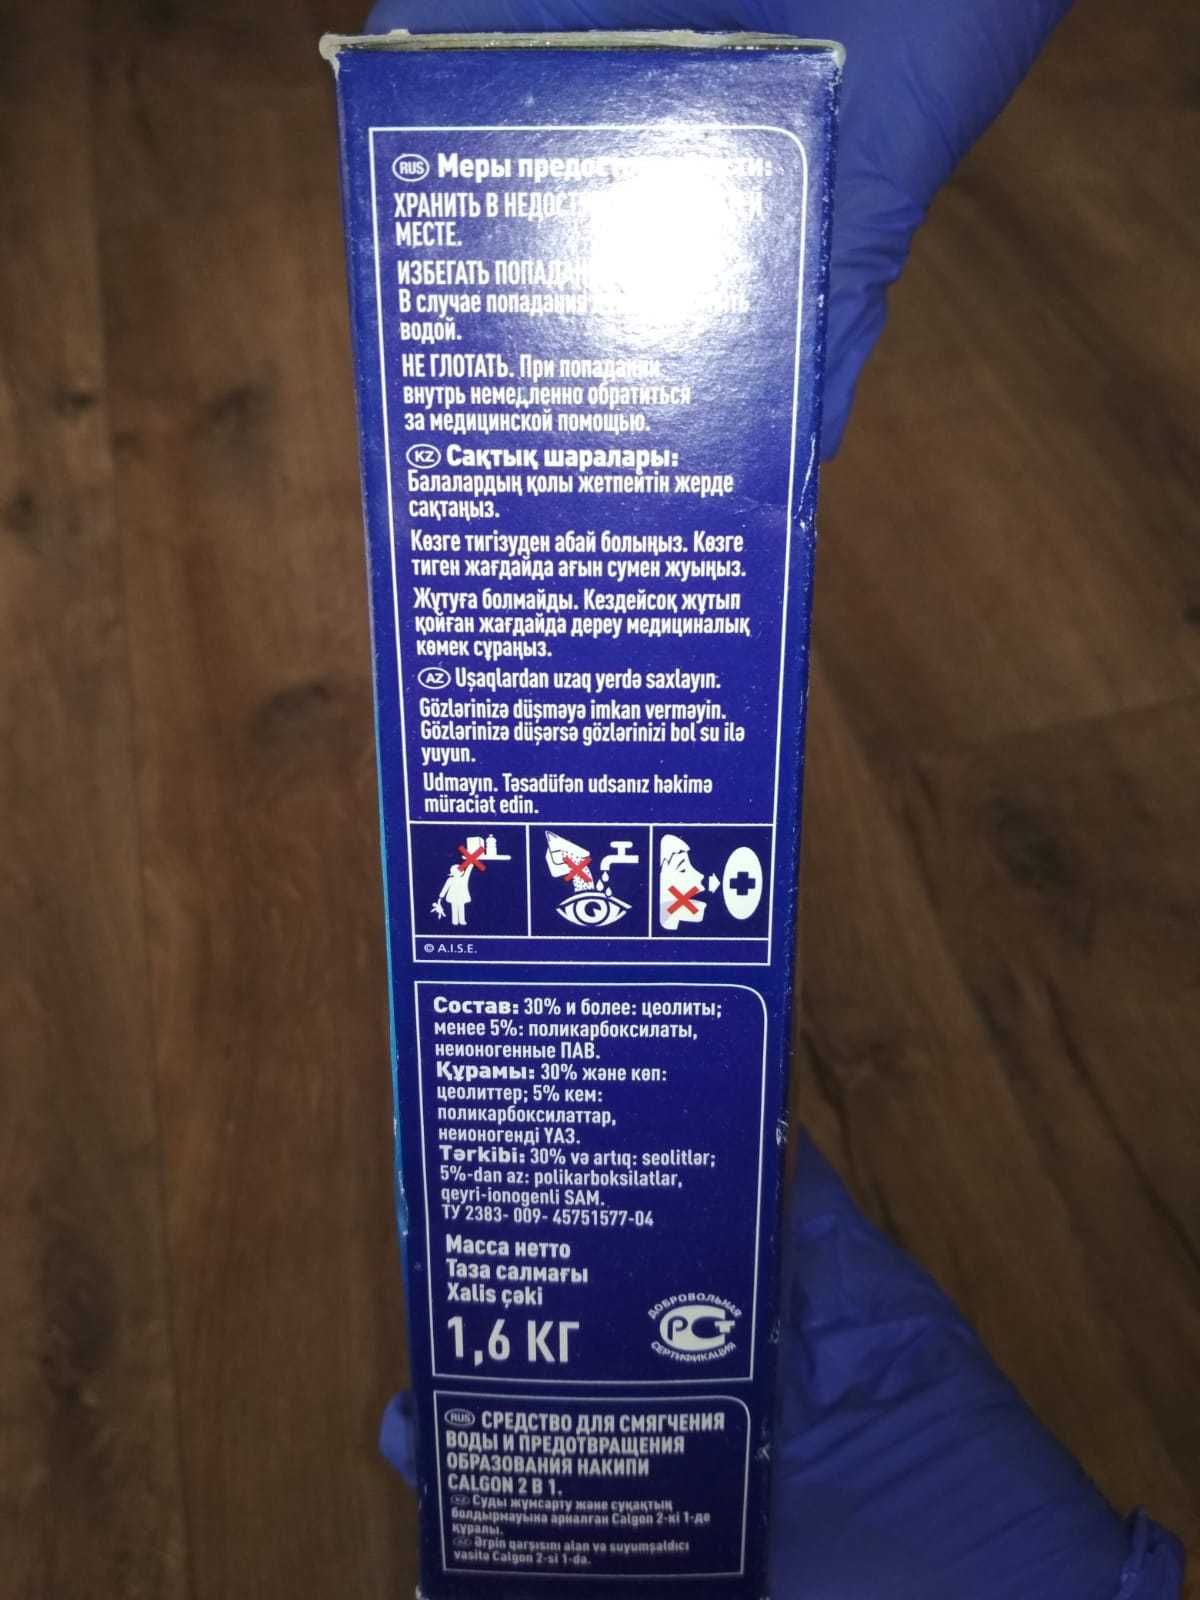 RUS Меры
ХРАНИТЬ В
МЕСТЕ.
ИЗБЕГАТЬ
В случае попадания
водой.
НЕ ГЛОТАТЬ. При попадании
внутрь немедленно обратиться
за медицинской помощью.
KZ Сақтық шаралары:
Балалардың қолы жетпейтін жерде
сақтаңыз.
Көзге тигізуден абай болыңыз. Көзге
тиген жағдайда ағын сумен жуыңыз.
Жұтуға болмайды. Кездейсоқ жұтып
қойған жағдайда дереу медициналық
көмек сұраңыз.
AZ Uşaqlardan uzaq yerdə saxlayın.
Gözlərinizə düşməyə imkan verməyin.
Gözlərinizə düşərsə gözlərinizi bol su ilə
yuyun.
Udmayın. Təsadüfən udsanız həkimə
müraciət edin.
© A.I.S.E.
Состав: 30% и более: цеолиты;
менее 5%: поликарбоксилаты,
неионогенные ПАВ.
Құрамы: 30% және көп:
цеолиттер; 5% кем:
поликарбоксилаттар,
неионогенді ҮАЗ.
Tərkibi: 30% və artıq: seolitlər;
5%-dan az: polikarboksilatlar,
qeyri-ionogenli SAM.
ТУ 2383- 009- 45751577-04
Масса нетто
Таза салмағы
Xalis çəki
1,6 КГ
ДОБРОВОЛЬНАЯ
РСТ
СЕРТИФИКАЦИЯ
RUS СРЕДСТВО ДЛЯ СМЯГЧЕНИЯ
ВОДЫ И ПРЕДОТВРАЩЕНИЯ
ОБРАЗОВАНИЯ НАКИПИ
CALGON 2 В 1.
KZ Суды жұмсарту және суқақтың
болдырмауына арналған Calgon 2-кі 1-де
құралы.
AZ Ərpin qarşısını alan və suyumşaldıcı
vasitə Calgon 2-si 1-də.